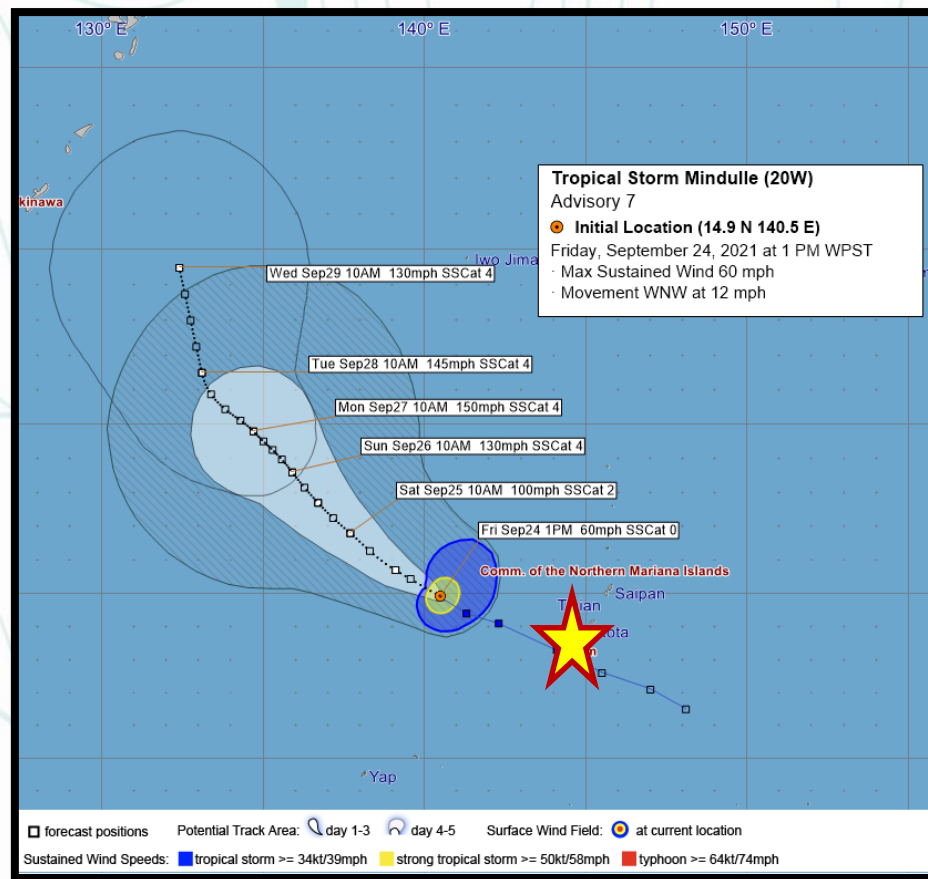 130º E
140º E
150º E
kinawa
Tropical Storm Mindulle (20W)
Advisory 7
Initial Location (14.9 N 140.5 E)
Friday, September 24, 2021 at 1 PM WPST
· Max Sustained Wind 60 mph
· Movement WNW at 12 mph
Iwo Jima
Wed Sep29 10AM 130mph SSCat 4
Tue Sep28 10AM 145mph SSCat 4
Mon Sep27 10AM 150mph SSCat 4
Sun Sep26 10AM 130mph SSCat 4
Sat Sep25 10AM 100mph SSCat 2
Fri Sep24 1PM 60mph SSCat 0
Comm. of the Northern Mariana Islands
Saipan
Yap
forecast positions Potential Track Area: day 1-3 day 4-5 Surface Wind Field: at current location
Sustained Wind Speeds: tropical storm >= 34kt/39mph strong tropical storm >= 50kt/58mph typhoon >= 64kt/74mph